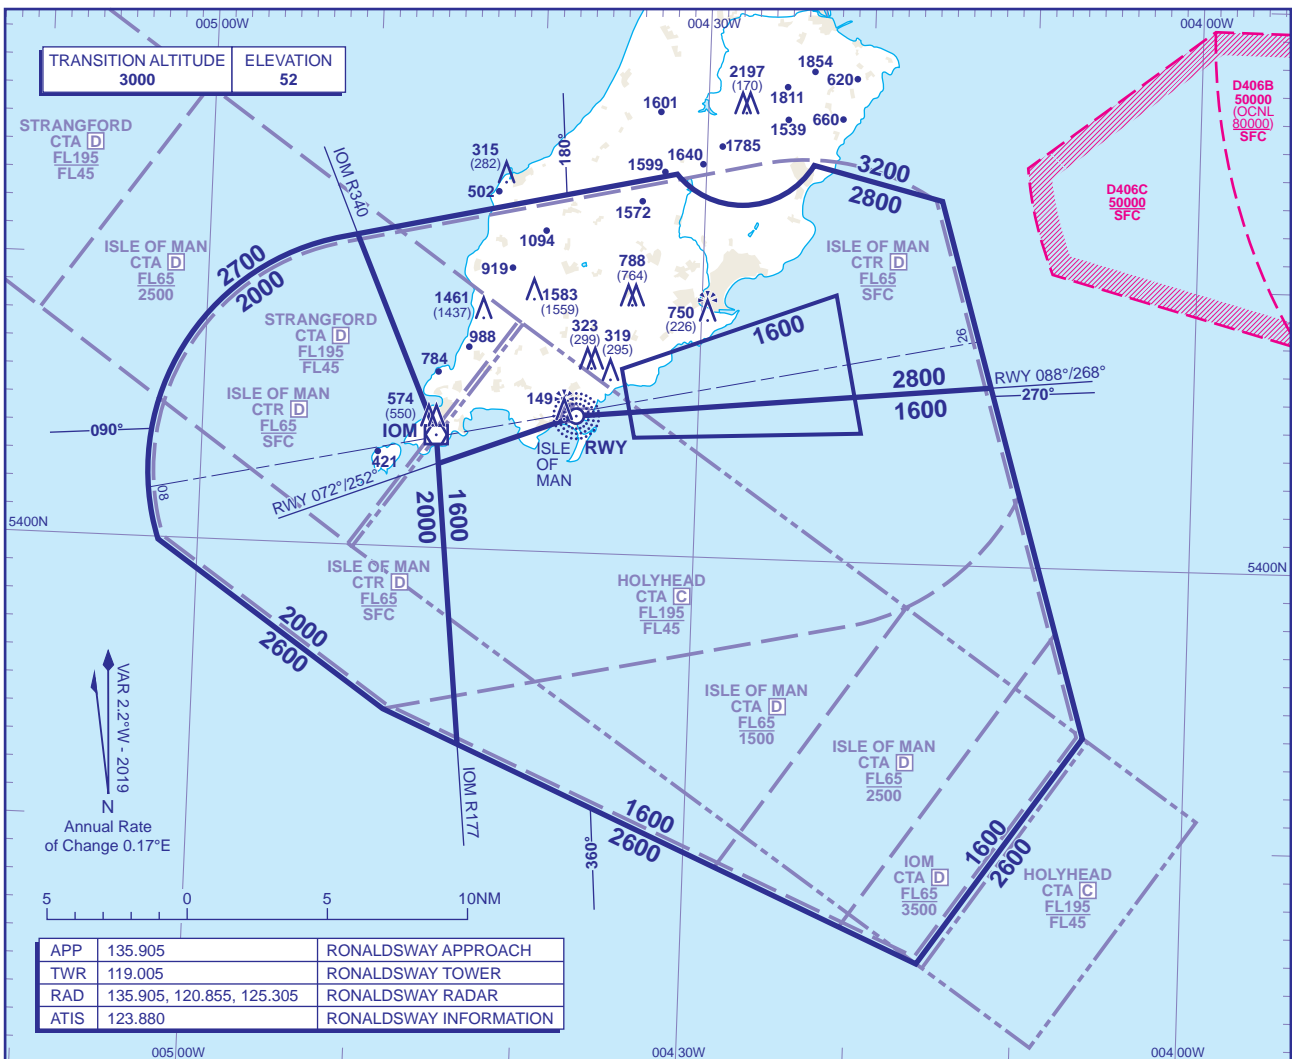 005 00W
004 30W
004 00W
TRANSITION ALTITUDE
3000
ELEVATION
52
STRANGFORD
CTA D
FL195
FL45
D406B
50000
(OCNL
80000)
SFC
D406C
50000
SFC
2197
(170)
1854
620
1811
1601
1539
660
1785
1640
1599
180°
315
(282)
502
IOM R340
1572
1094
3200
2800
ISLE OF MAN
CTA D
FL65
2500
2700
2000
ISLE OF MAN
CTR D
FL65
SFC
919
788
(764)
1461
(1437)
1583
(1559)
750
(226)
STRANGFORD
CTA D
FL195
FL45
988
323
(299)
319
(295)
1600
26
784
2800
1600
RWY 088°/268°
270°
ISLE OF MAN
CTR D
FL65
SFC
574
(550)
IOM
149
RWY
ISLE
OF
MAN
090°
421
RWY 072°/252°
08
1600
2000
5400N
5400N
ISLE OF MAN
CTR D
FL65
SFC
HOLYHEAD
CTA C
FL195
FL45
2000
2600
VAR 2.2°W - 2019
N
Annual Rate
of Change 0.17°E
ISLE OF MAN
CTA D
FL65
1500
ISLE OF MAN
CTA D
FL65
2500
IOM R177
1600
2600
360°
1600
2600
IOM
CTA D
FL65
3500
HOLYHEAD
CTA C
FL195
FL45
5 0 5 10NM
APP 135.905 RONALDSWAY APPROACH
TWR 119.005 RONALDSWAY TOWER
RAD 135.905, 120.855, 125.305 RONALDSWAY RADAR
ATIS 123.880 RONALDSWAY INFORMATION
005 00W
004 30W
004 00W